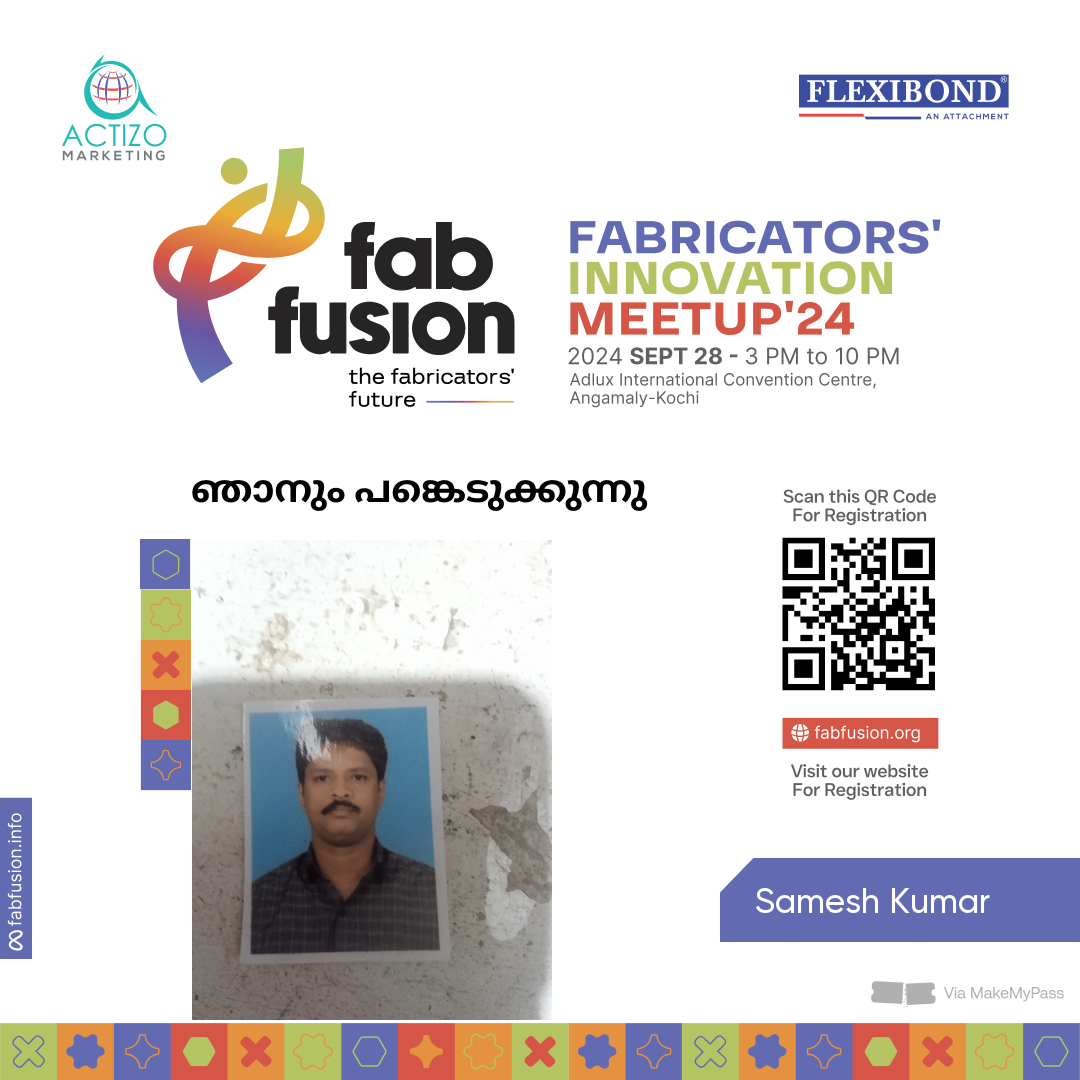 ACTIZO
MARKETING
FLEXIBOND®
AN ATTACHMENT
fab
fusion
the fabricators'
future
FABRICATORS'
INNOVATION
MEETUP'24
2024 SEPT 28 - 3 PM to 10 PM
Adlux International Convention Centre,
Angamaly-Kochi
ഞാനും പങ്കെടുക്കുന്നു
Scan this QR Code
For Registration
fabfusion.org
Visit our website
For Registration
fabfusion.info
Samesh Kumar
Via MakeMyPass